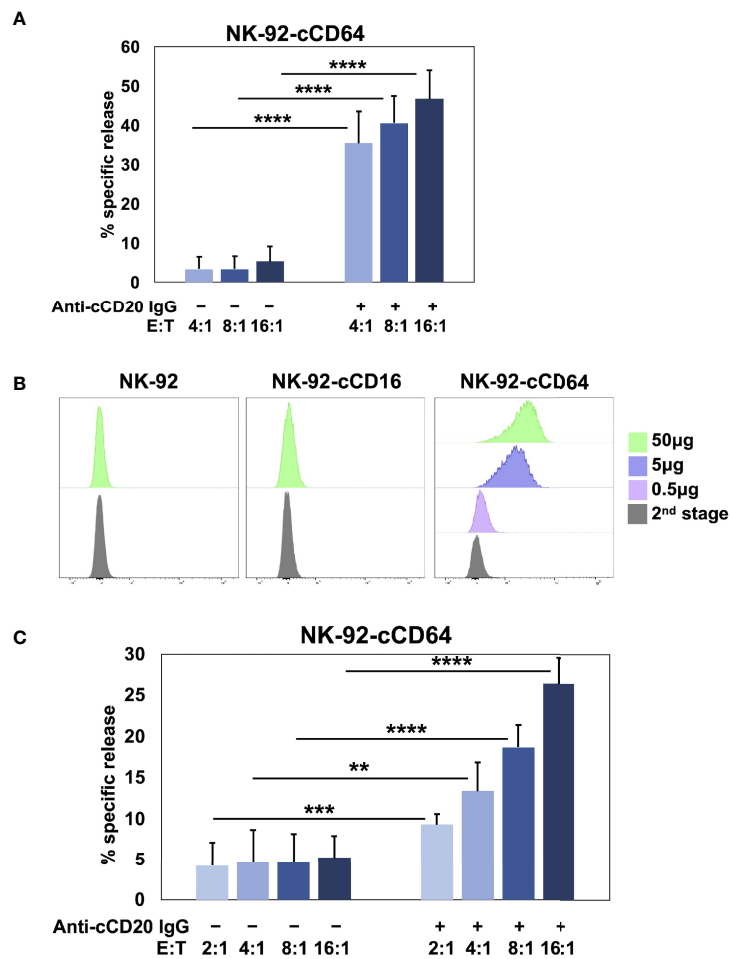 A
NK-92-cCD64
% specific release
60
50
40
30
20
10
0
****
****
****
Anti-cCD20 IgG – – – + + +
E:T 4:1 8:1 16:1 4:1 8:1 16:1
B
NK-92 NK-92-cCD16 NK-92-cCD64
50µg
5µg
0.5µg
2nd stage
C
NK-92-cCD64
% specific release
30
25
20
15
10
5
0
****
****
**
***
Anti-cCD20 IgG – – – – + + + +
E:T 2:1 4:1 8:1 16:1 2:1 4:1 8:1 16:1